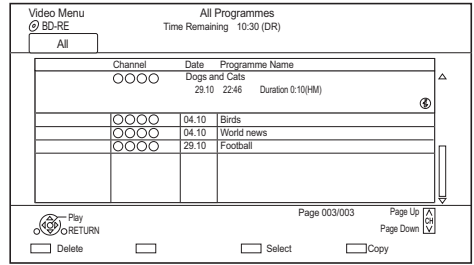 Video Menu All Programmes
BD-RE Time Remaining 10:30 (DR)
All
Channel Date Programme Name
Dogs and Cats
29.10 22:46 Duration 0:10(HM)
04.10 Birds
04.10 World news
29.10 Football
Page 003/003 Page Up
CH
Page Down
Play
RETURN
Delete Select Copy